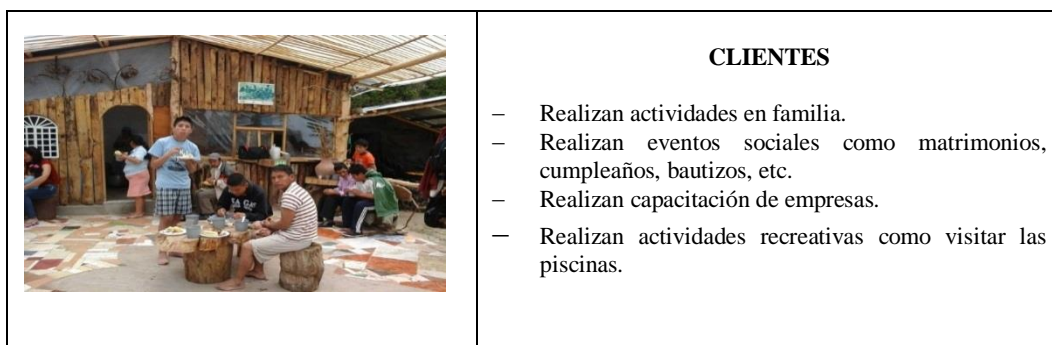 CLIENTES
– Realizan actividades en familia.
– Realizan eventos sociales como matrimonios,
cumpleaños, bautizos, etc.
– Realizan capacitación de empresas.
– Realizan actividades recreativas como visitar las
piscinas.